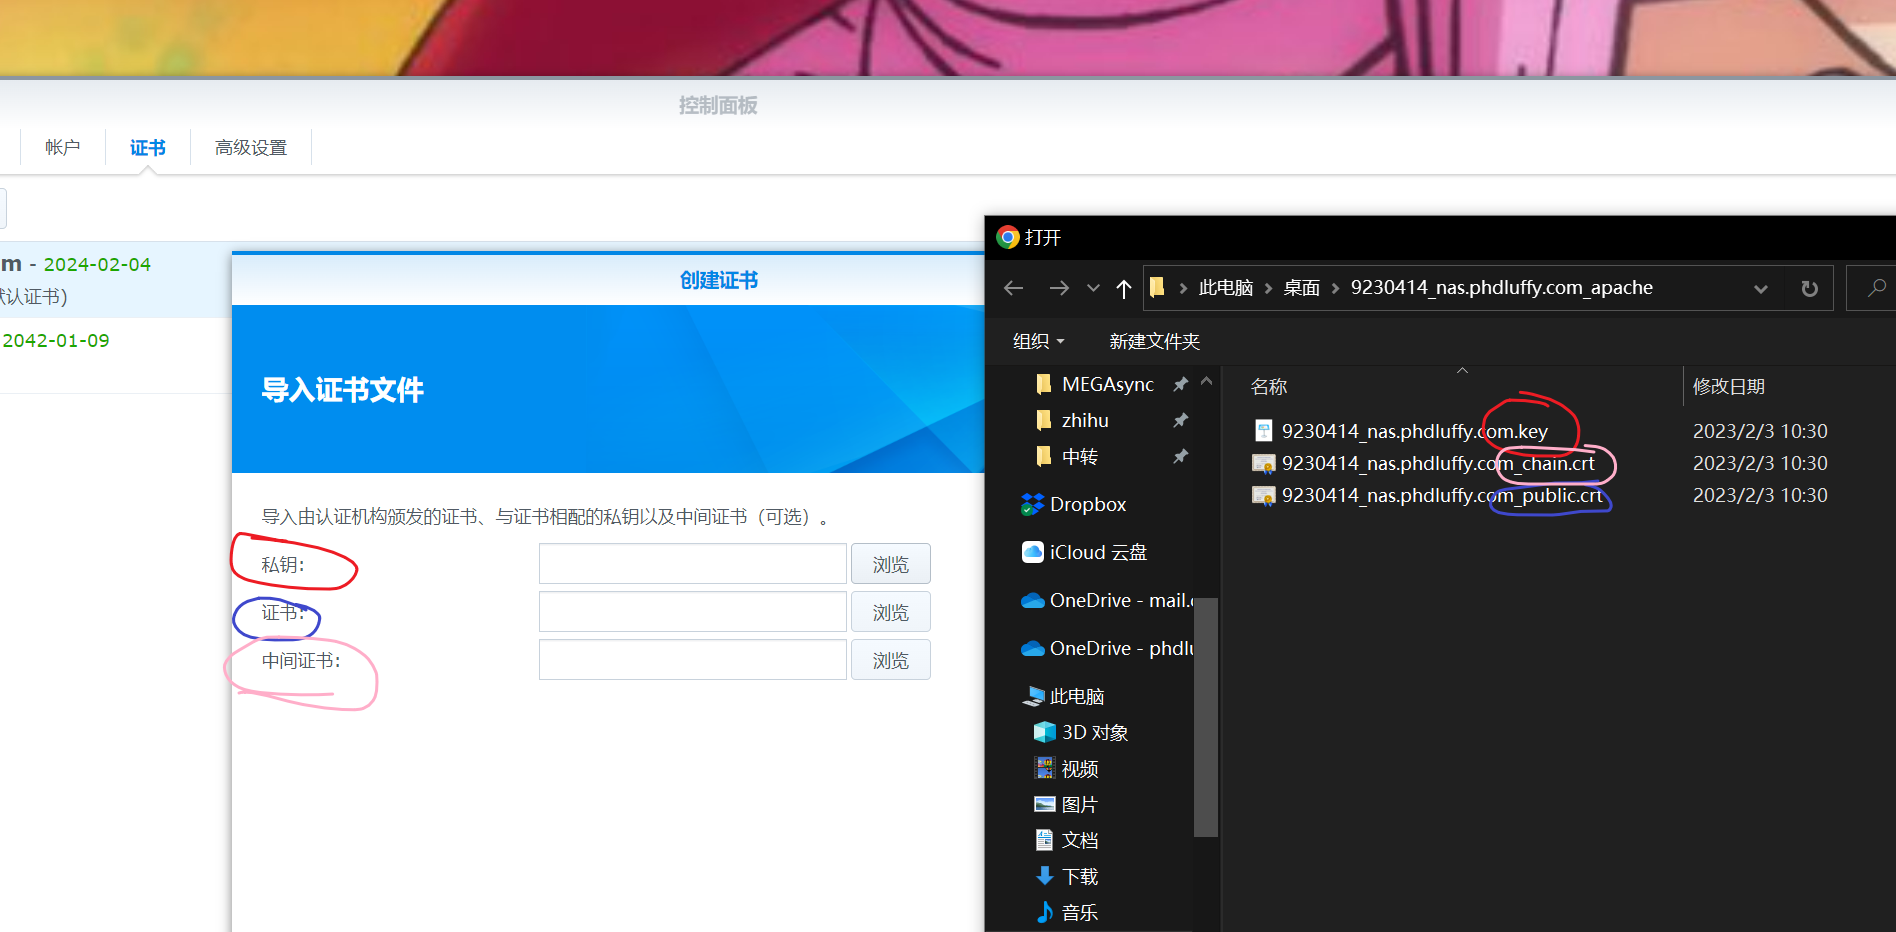 控制面板
帐户
证书
高级设置
m - 2024-02-04
认证书)
2042-01-09
创建证书
导入证书文件
导入由认证机构颁发的证书、与证书相配的私钥以及中间证书（可选）。
私钥:
浏览
证书:
浏览
中间证书:
浏览
打开
此电脑
桌面
9230414_nas.phdluffy.com_apache
组织
新建文件夹
名称
修改日期
9230414_nas.phdluffy.com.key
2023/2/3 10:30
9230414_nas.phdluffy.com_chain.crt
2023/2/3 10:30
9230414_nas.phdluffy.com_public.crt
2023/2/3 10:30
MEGAsync
zhihu
中转
Dropbox
iCloud 云盘
OneDrive - mail.
OneDrive - phdlu
此电脑
3D 对象
视频
图片
文档
下载
音乐